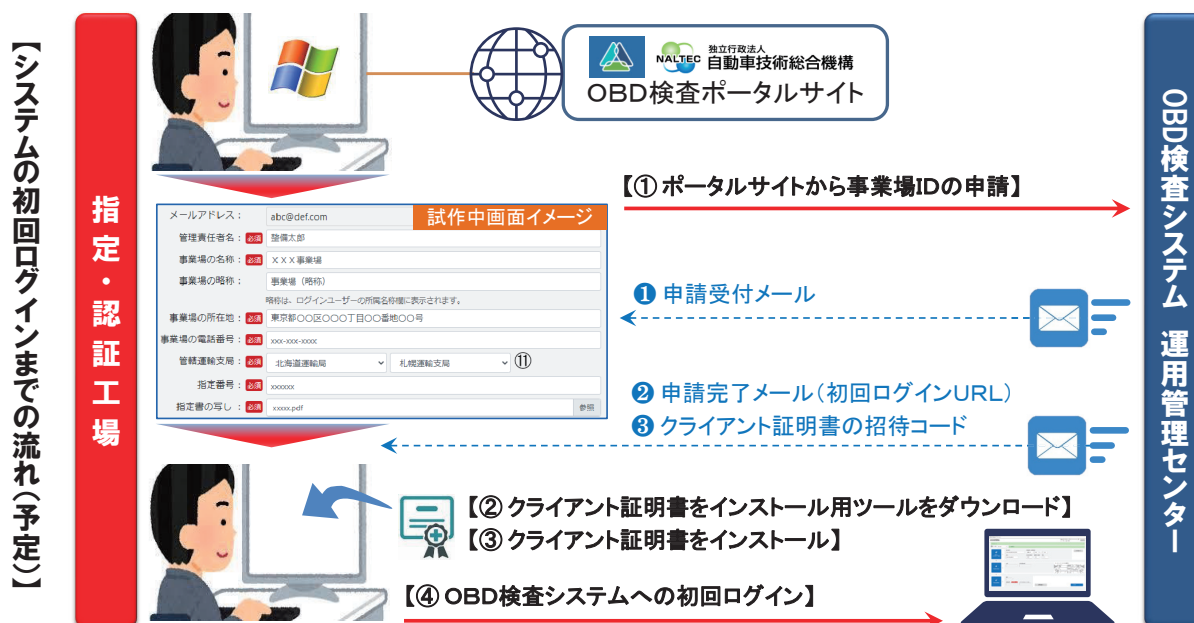 【システムの初回ログインまでの流れ(予定)】
指定・認証工場
NALTEC 独立行政法人
自動車技術総合機構
OBD検査ポータルサイト
【① ポータルサイトから事業場IDの申請】
試作中画面イメージ
メールアドレス： abc@def.com
管理責任者名： 必須 整備太郎
事業場の名称： 必須 ＸＸＸ事業場
事業場の略称： 事業場（略称）
略称は、ログインユーザーの所属名称欄に表示されます。
事業場の所在地： 必須 東京都〇〇区〇〇〇丁目〇〇番地〇〇号
事業場の電話番号： 必須 xxx-xxx-xxxx
管轄運輸支局： 必須 北海道運輸局 札幌運輸支局 ⑪
指定番号： 必須 xxxxxx
指定書の写し ： 必須 xxxxx.pdf 参照
❶ 申請受付メール
❷ 申請完了メール(初回ログインURL)
❸ クライアント証明書の招待コード
【② クライアント証明書をインストール用ツールをダウンロード】
【③ クライアント証明書をインストール】
【④ OBD検査システムへの初回ログイン】
OBD検査システム 運用管理センター